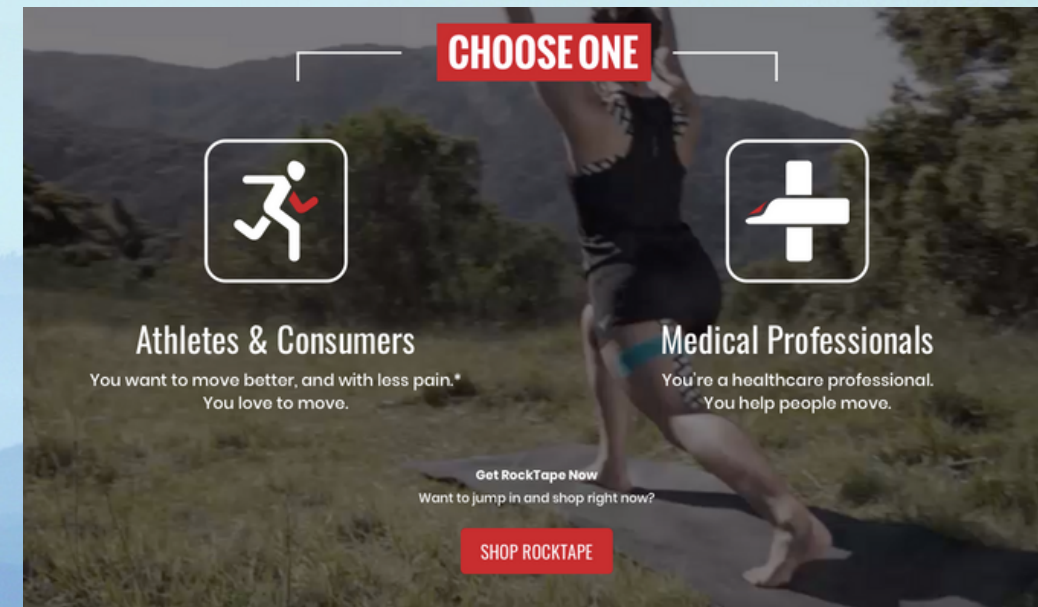 CHOOSE ONE
Athletes & Consumers
You want to move better, and with less pain.*
You love to move.
Medical Professionals
You're a healthcare professional.
You help people move.
Get RockTape Now
Want to jump in and shop right now?
SHOP ROCKTAPE